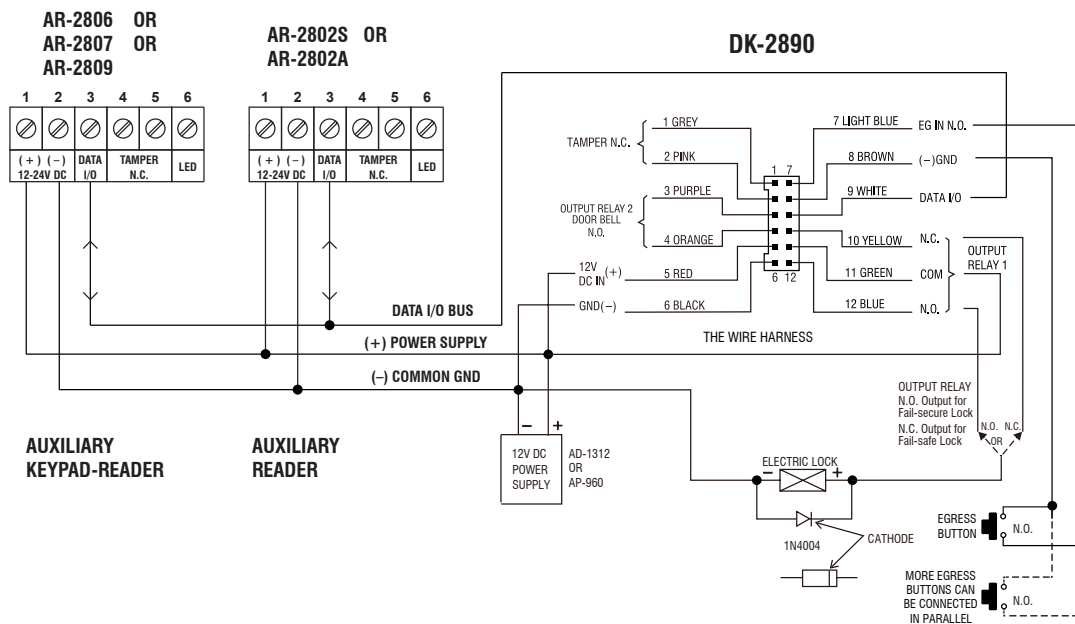 AR-2806 OR
AR-2807 OR
AR-2809
1 2 3 4 5 6
(+) (–) DATA TAMPER LED
12-24V DC I/O N.C.
AR-2802S OR
AR-2802A
1 2 3 4 5 6
(+) (–) DATA TAMPER LED
12-24V DC I/O N.C.
DK-2890
TAMPER N.C.
1 GREY
2 PINK
OUTPUT RELAY 2
DOOR BELL
N.O.
3 PURPLE
4 ORANGE
12V
DC IN (+)
5 RED
GND(–)
6 BLACK
1 7
6 12
7 LIGHT BLUE EG IN N.O.
8 BROWN (–)GND
9 WHITE DATA I/O
10 YELLOW N.C.
11 GREEN COM
12 BLUE N.O.
OUTPUT
RELAY 1
DATA I/O BUS
(+) POWER SUPPLY
(–) COMMON GND
THE WIRE HARNESS
AUXILIARY
KEYPAD-READER
AUXILIARY
READER
– +
12V DC
POWER
SUPPLY
AD-1312
OR
AP-960
OUTPUT RELAY
N.O. Output for
Fail-secure Lock
N.C. Output for
Fail-safe Lock
N.O. N.C.
OR
ELECTRIC LOCK
– +
1N4004
CATHODE
EGRESS
BUTTON
N.O.
MORE EGRESS
BUTTONS CAN
BE CONNECTED
IN PARALLEL
N.O.